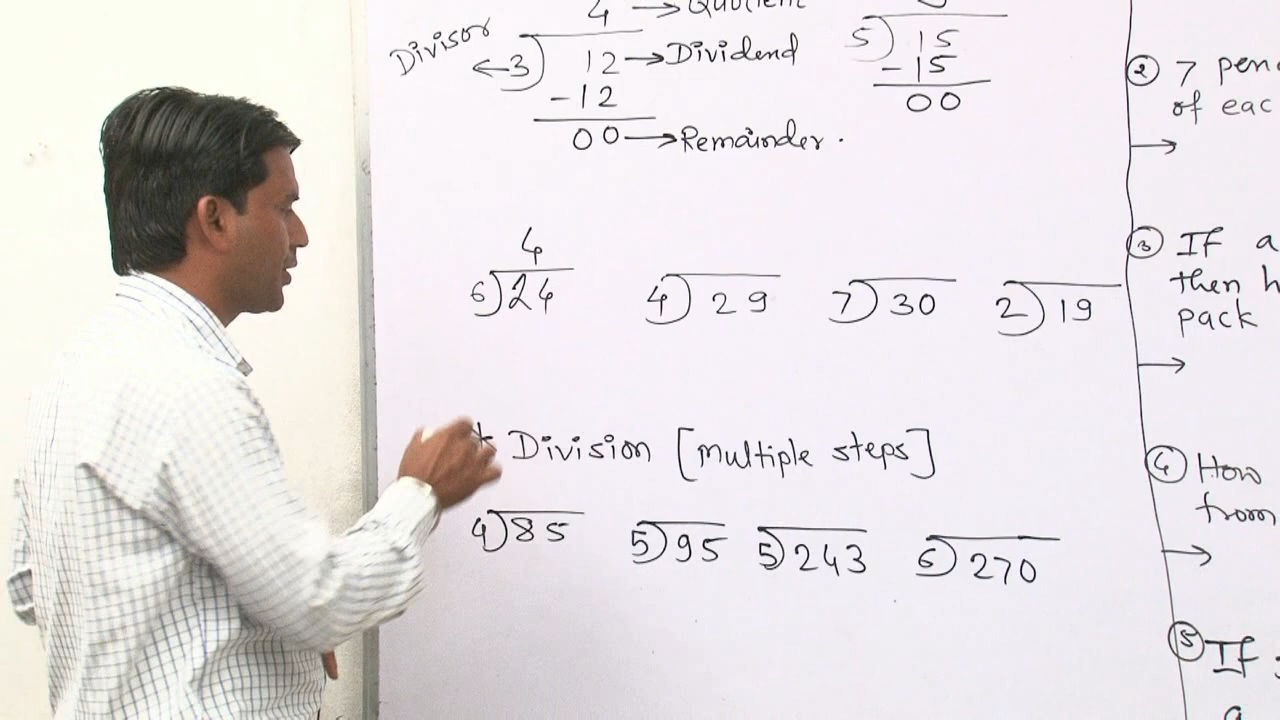 4 → Quotient
Divisor ← 3) 12 → Dividend
-12
00 → Remainder.
5) 15
-15
00
4
6)24 4)29 7)30 2)19
* Division [Multiple steps]
4)85 5)95 5)243 6)270
②  7
of
③ IF a
then
pack
→
④ How
from
→
⑤ If
a